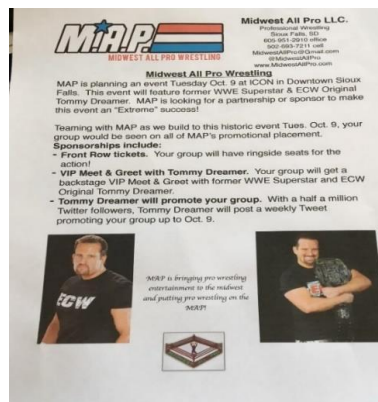 M.A.P.
MIDWEST ALL PRO WRESTLING
Midwest All Pro LLC.
Professional Wrestling
Sioux Falls, SD
605-951-2910 office
502-693-7211 cell
MidwestAllPro@Gmail.com
@MidwestAllPro
www.MidwestAllPro.com
Midwest All Pro Wrestling
MAP is planning an event Tuesday Oct. 9 at ICON in Downtown Sioux
Falls. This event will feature former WWE Superstar & ECW Original
Tommy Dreamer. MAP is looking for a partnership or sponsor to make
this event an "Extreme" success!
Teaming with MAP as we build to this historic event Tues. Oct. 9, your
group would be seen on all of MAP's promotional placement.
Sponsorships include:
- Front Row tickets. Your group will have ringside seats for the
action!
- VIP Meet & Greet with Tommy Dreamer. Your group will get a
backstage VIP Meet & Greet with former WWE Superstar and ECW
Original Tommy Dreamer.
- Tommy Dreamer will promote your group. With a half a million
Twitter followers, Tommy Dreamer will post a weekly Tweet
promoting your group up to Oct. 9.
ECW
MAP is bringing pro wrestling
entertainment to the midwest
and putting pro wrestling on the
MAP!